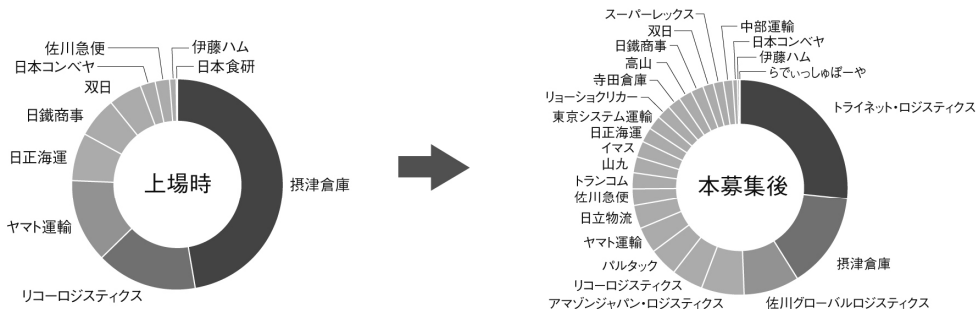 佐川急便
伊藤ハム
日本コンベヤ
日本食研
双日
日鐵商事
日正海運
ヤマト運輸
リコーロジスティクス
摂津倉庫
上場時
スーパーレックス
双日
日鐵商事
高山
寺田倉庫
リョーショクリカー
東京システム運輸
日正海運
イマス
山九
トランコム
佐川急便
日立物流
ヤマト運輸
パルタック
リコーロジスティクス
アマゾンジャパン・ロジスティクス
中部運輸
日本コンベヤ
伊藤ハム
らでぃっしゅぼーや
トライネット・ロジスティクス
摂津倉庫
佐川グローバルロジスティクス
本募集後